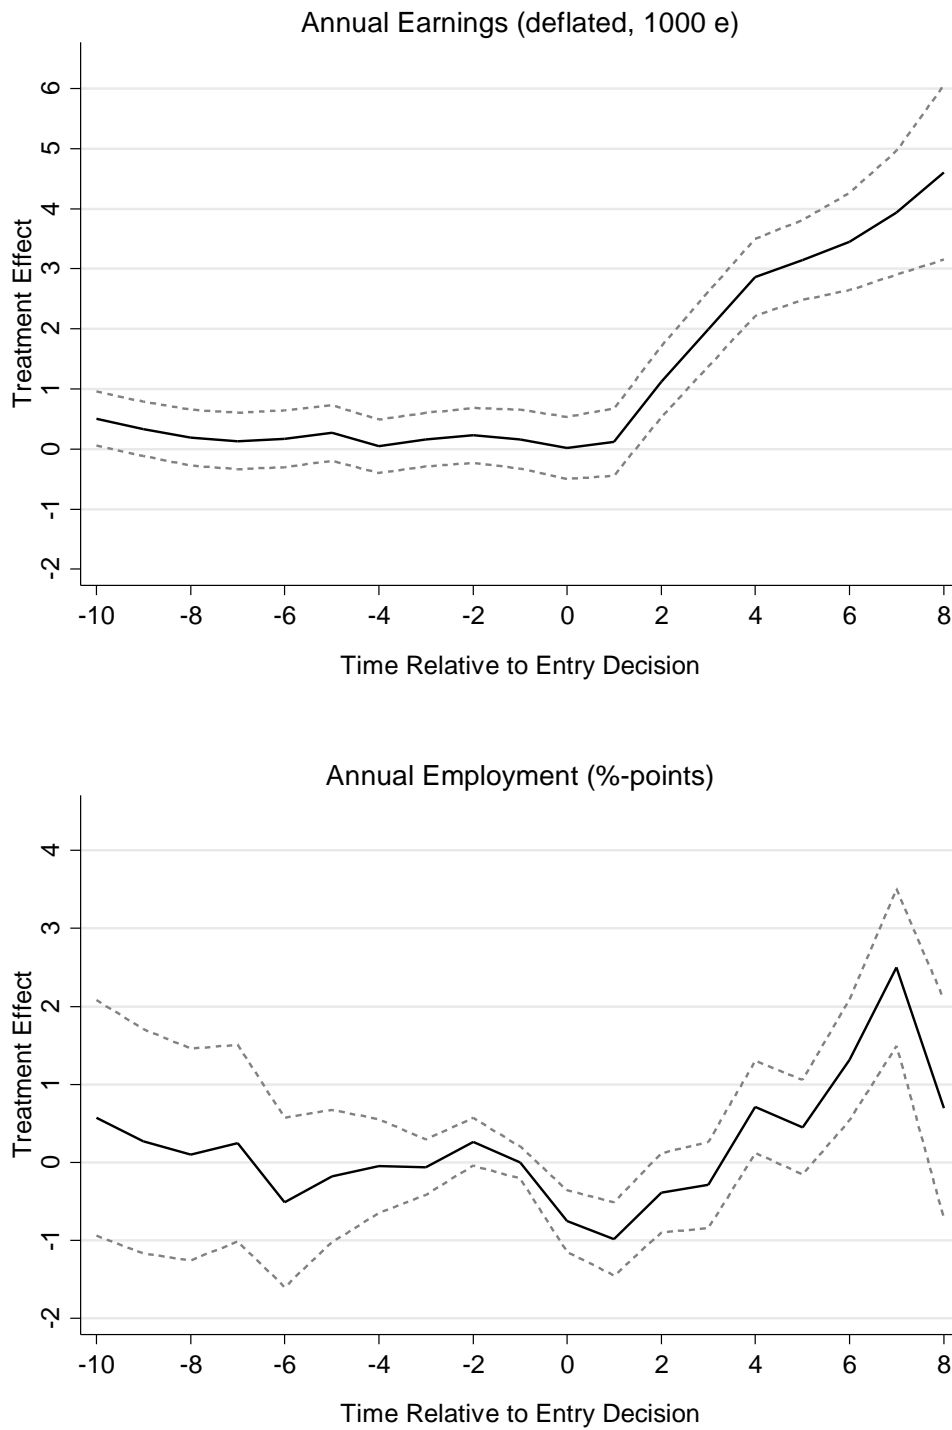 Annual Earnings (deflated, 1000 e)
Treatment Effect
6
5
4
3
2
1
0
-1
-2
-10 -8 -6 -4 -2 0 2 4 6 8
Time Relative to Entry Decision
Annual Employment (%-points)
Treatment Effect
4
3
2
1
0
-1
-2
-10 -8 -6 -4 -2 0 2 4 6 8
Time Relative to Entry Decision